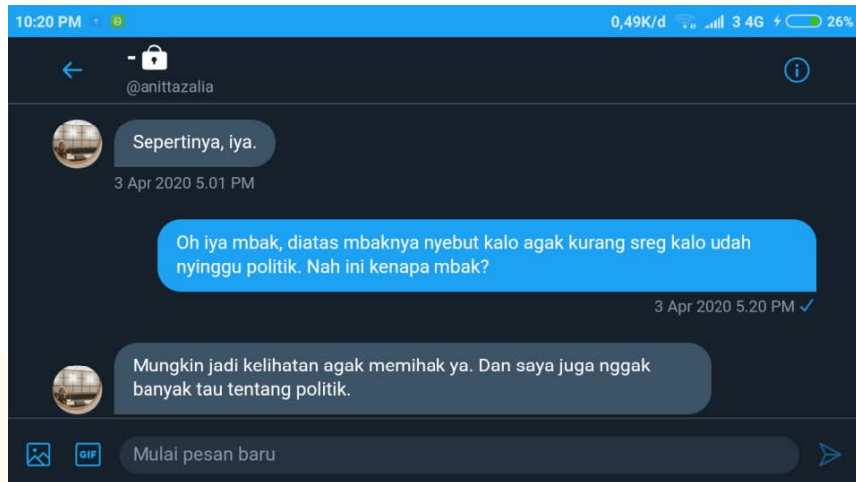 10:20 PM
0,49K/d 3 4G 26%
-
@anittazalia
Sepertinya, iya.
3 Apr 2020 5.01 PM
Oh iya mbak, diatas mbaknya nyebut kalo agak kurang sreg kalo udah
nyinggu politik. Nah ini kenapa mbak?
3 Apr 2020 5.20 PM
Mungkin jadi kelihatan agak memihak ya. Dan saya juga nggak
banyak tau tentang politik.
GIF
Mulai pesan baru